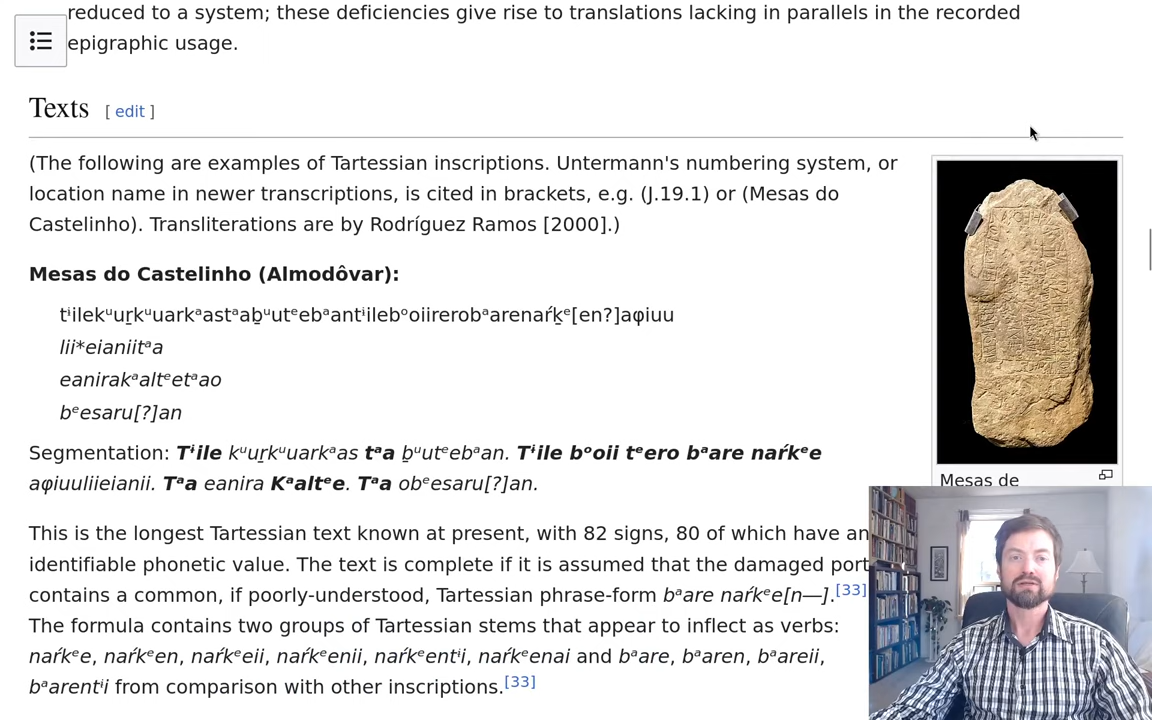 reduced to a system; these deficiencies give rise to translations lacking in parallels in the recorded
epigraphic usage.
Texts [ edit ]
(The following are examples of Tartessian inscriptions. Untermann's numbering system, or
location name in newer transcriptions, is cited in brackets, e.g. (J.19.1) or (Mesas do
Castelinho). Transliterations are by Rodríguez Ramos [2000].)
Mesas do Castelinho (Almodôvar):
tⁱilekᵘuṟkᵘuarkᵃastᵃaḇᵘutᵉebᵃantⁱilebᵒoiirerobᵃarenaŕḵᵉ[en?]aφiuu
lii*eianiitᵃa
eanirakᵃaltᵉetᵃao
bᵉesaru[?]an
Segmentation: Tⁱile kᵘuṟkᵘuarkᵃas tᵃa ḇᵘutᵉebᵃan. Tⁱile bᵒoii tᵉero bᵃare naŕkᵉe
aφiuuliieianii. Tᵃa eanira Kᵃaltᵉe. Tᵃa obᵉesaru[?]an.
Mesas de
This is the longest Tartessian text known at present, with 82 signs, 80 of which have an
identifiable phonetic value. The text is complete if it is assumed that the damaged port
contains a common, if poorly-understood, Tartessian phrase-form bᵃare naŕkᵉe[n—].[33]
The formula contains two groups of Tartessian stems that appear to inflect as verbs:
naŕkᵉe, naŕkᵉen, naŕkᵉeii, naŕkᵉenii, naŕkᵉentⁱi, naŕkᵉenai and bᵃare, bᵃaren, bᵃareii,
bᵃarentⁱi from comparison with other inscriptions.[33]